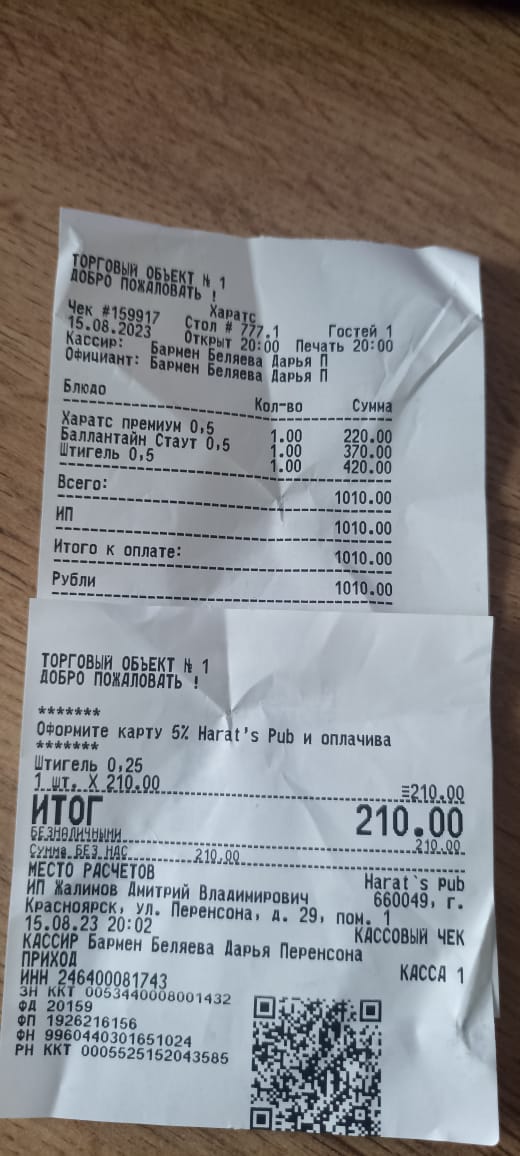 ТОРГОВЫЙ ОБЪЕКТ № 1
ДОБРО ПОЖАЛОВАТЬ !
Харатс
Чек #159917 Стол # 777.1 Гостей 1
15.08.2023 Открыт 20:00 Печать 20:00
Кассир: Бармен Беляева Дарья П
Официант: Бармен Беляева Дарья П
Блюдо Кол-во Сумма
Харатс премиум 0,5 1.00 220.00
Баллантайн Стаут 0,5 1.00 370.00
Штигель 0,5 1.00 420.00
Всего: 1010.00
ИП 1010.00
Итого к оплате: 1010.00
Рубли 1010.00
ТОРГОВЫЙ ОБЪЕКТ № 1
ДОБРО ПОЖАЛОВАТЬ !
*******
Оформите карту 5% Harat's Pub и оплачива
*******
Штигель 0,25
1 шт. X 210.00 ≡210.00
ИТОГ 210.00
БЕЗНАЛИЧНЫМИ 210.00
Сумма БЕЗ НДС 210.00
МЕСТО РАСЧЕТОВ Harat`s Pub
ИП Жалимов Дмитрий Владимирович 660049, г.
Красноярск, ул. Перенсона, д. 29, пом. 1
15.08.23 20:02 КАССОВЫЙ ЧЕК
КАССИР Бармен Беляева Дарья Перенсона
ПРИХОД КАССА 1
ИНН 246400081743
ЗН ККТ 0053440008001432
ФД 20159
ФП 1926216156
ФН 9960440301651024
РН ККТ 0005525152043585